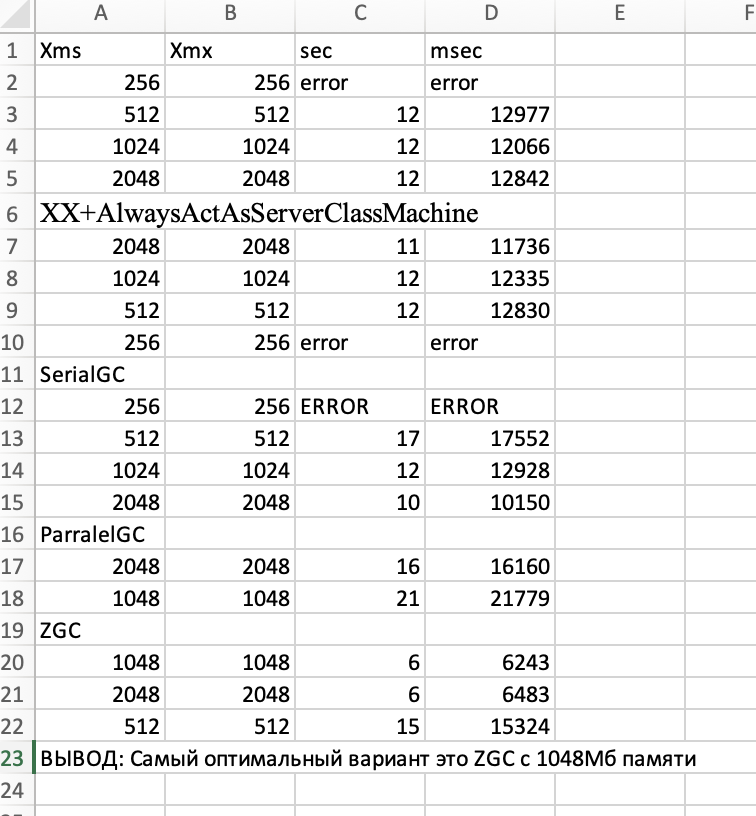 A B C D E F
1 Xms Xmx sec msec
2 256 256 error error
3 512 512 12 12977
4 1024 1024 12 12066
5 2048 2048 12 12842
6 XX+AlwaysActAsServerClassMachine
7 2048 2048 11 11736
8 1024 1024 12 12335
9 512 512 12 12830
10 256 256 error error
11 SerialGC
12 256 256 ERROR ERROR
13 512 512 17 17552
14 1024 1024 12 12928
15 2048 2048 10 10150
16 ParralelGC
17 2048 2048 16 16160
18 1048 1048 21 21779
19 ZGC
20 1048 1048 6 6243
21 2048 2048 6 6483
22 512 512 15 15324
23 ВЫВОД: Самый оптимальный вариант это ZGC с 1048Мб памяти
24